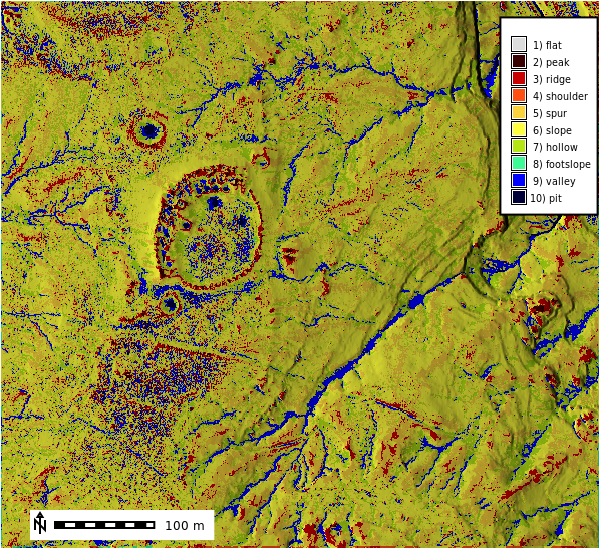 1) flat
2) peak
3) ridge
4) shoulder
5) spur
6) slope
7) hollow
8) footslope
9) valley
10) pit
N 100 m